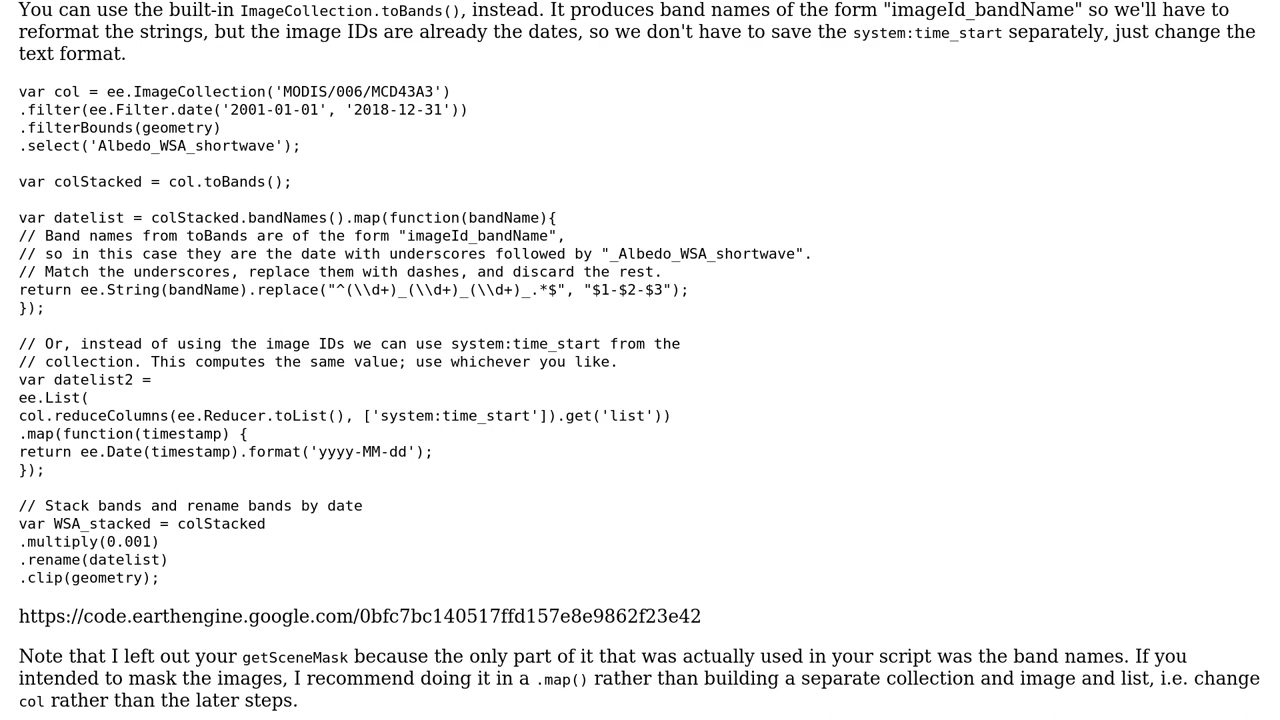 You can use the built-in ImageCollection.toBands(), instead. It produces band names of the form "imageId_bandName" so we'll have to
reformat the strings, but the image IDs are already the dates, so we don't have to save the system:time_start separately, just change the
text format.
var col = ee.ImageCollection('MODIS/006/MCD43A3')
.filter(ee.Filter.date('2001-01-01', '2018-12-31'))
.filterBounds(geometry)
.select('Albedo_WSA_shortwave');
var colStacked = col.toBands();
var datelist = colStacked.bandNames().map(function(bandName){
// Band names from toBands are of the form "imageId_bandName",
// so in this case they are the date with underscores followed by "_Albedo_WSA_shortwave".
// Match the underscores, replace them with dashes, and discard the rest.
return ee.String(bandName).replace("^(\\d+)_(\\d+)_(\\d+)_.*$", "$1-$2-$3");
});
// Or, instead of using the image IDs we can use system:time_start from the
// collection. This computes the same value; use whichever you like.
var datelist2 =
ee.List(
col.reduceColumns(ee.Reducer.toList(), ['system:time_start']).get('list'))
.map(function(timestamp) {
return ee.Date(timestamp).format('yyyy-MM-dd');
});
// Stack bands and rename bands by date
var WSA_stacked = colStacked
.multiply(0.001)
.rename(datelist)
.clip(geometry);
https://code.earthengine.google.com/0bfc7bc140517ffd157e8e9862f23e42
Note that I left out your getSceneMask because the only part of it that was actually used in your script was the band names. If you
intended to mask the images, I recommend doing it in a .map() rather than building a separate collection and image and list, i.e. change
col rather than the later steps.